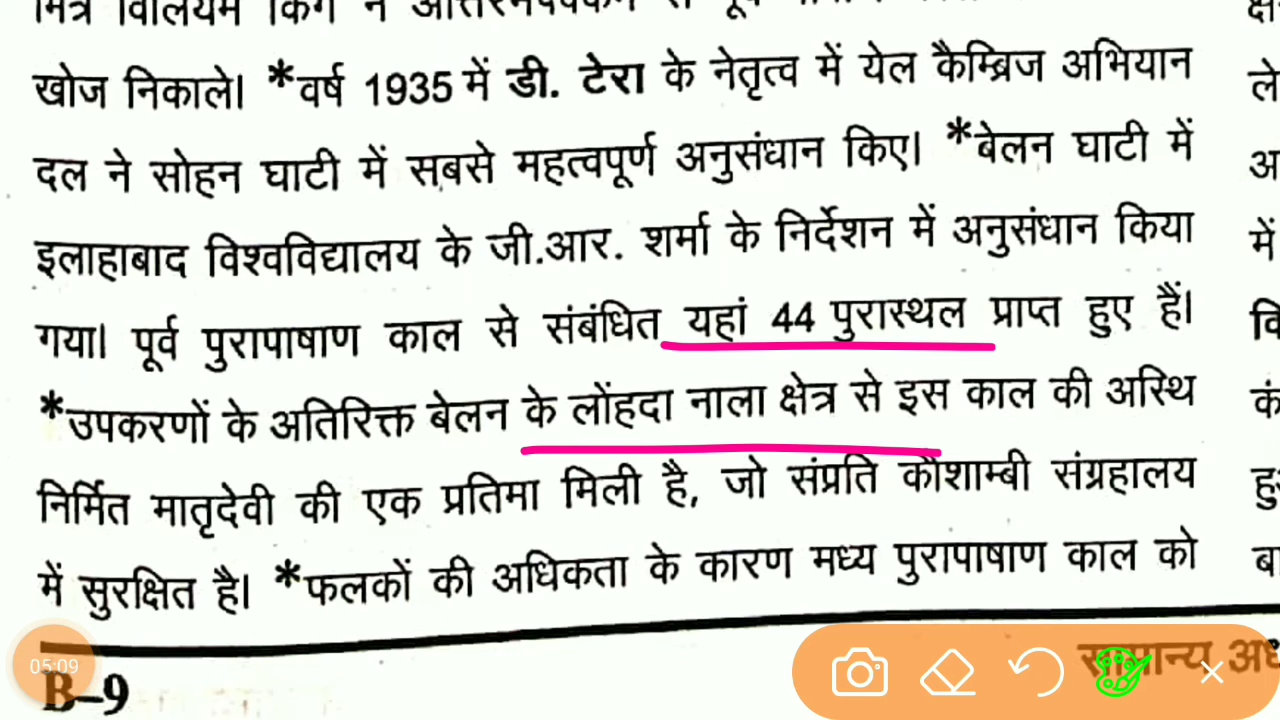 मित्र विलियम किंग ने
खोज निकाले। *वर्ष 1935 में डी. टेरा के नेतृत्व में येल कैम्ब्रिज अभियान
दल ने सोहन घाटी में सबसे महत्वपूर्ण अनुसंधान किए। *बेलन घाटी में
इलाहाबाद विश्वविद्यालय के जी.आर. शर्मा के निर्देशन में अनुसंधान किया
गया। पूर्व पुरापाषाण काल से संबंधित यहां 44 पुरास्थल प्राप्त हुए हैं।
*उपकरणों के अतिरिक्त बेलन के लोंहदा नाला क्षेत्र से इस काल की अस्थि
निर्मित मातृदेवी की एक प्रतिमा मिली है, जो संप्रति कौशाम्बी संग्रहालय
में सुरक्षित है। *फलकों की अधिकता के कारण मध्य पुरापाषाण काल को
05:09
B–9
सामान्य
ले
में